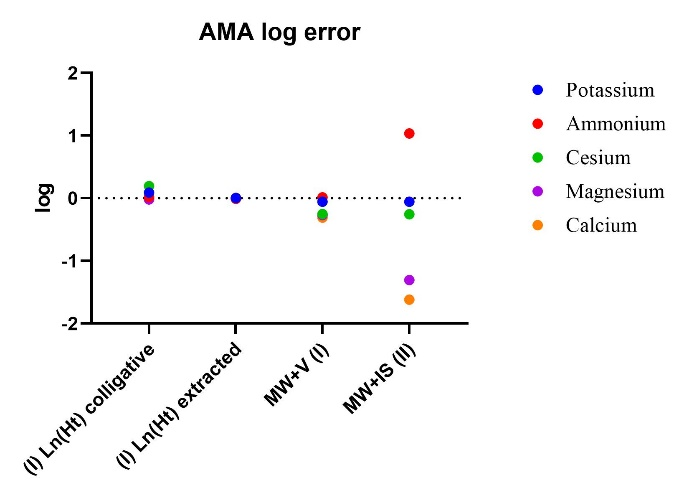 AMA log error
2
1
0
-1
-2
log
(I) Ln(Ht) colligative
(I) Ln(Ht) extracted
MW+V (I)
MW+IS (II)
Potassium
Ammonium
Cesium
Magnesium
Calcium